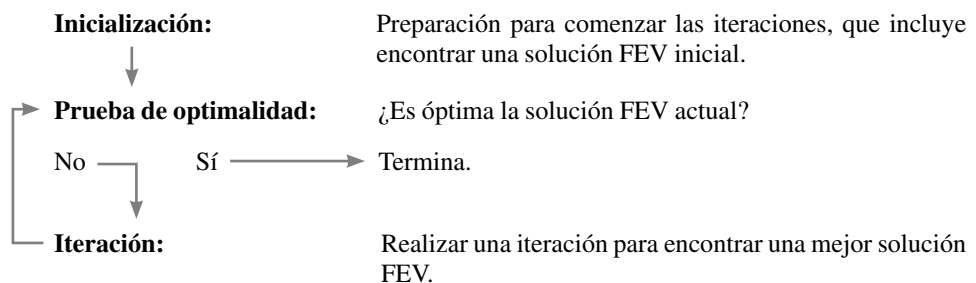 Inicialización: Preparación para comenzar las iteraciones, que incluye
encontrar una solución FEV inicial.
Prueba de optimalidad: ¿Es óptima la solución FEV actual?
No Sí Termina.
Iteración: Realizar una iteración para encontrar una mejor solución
FEV.